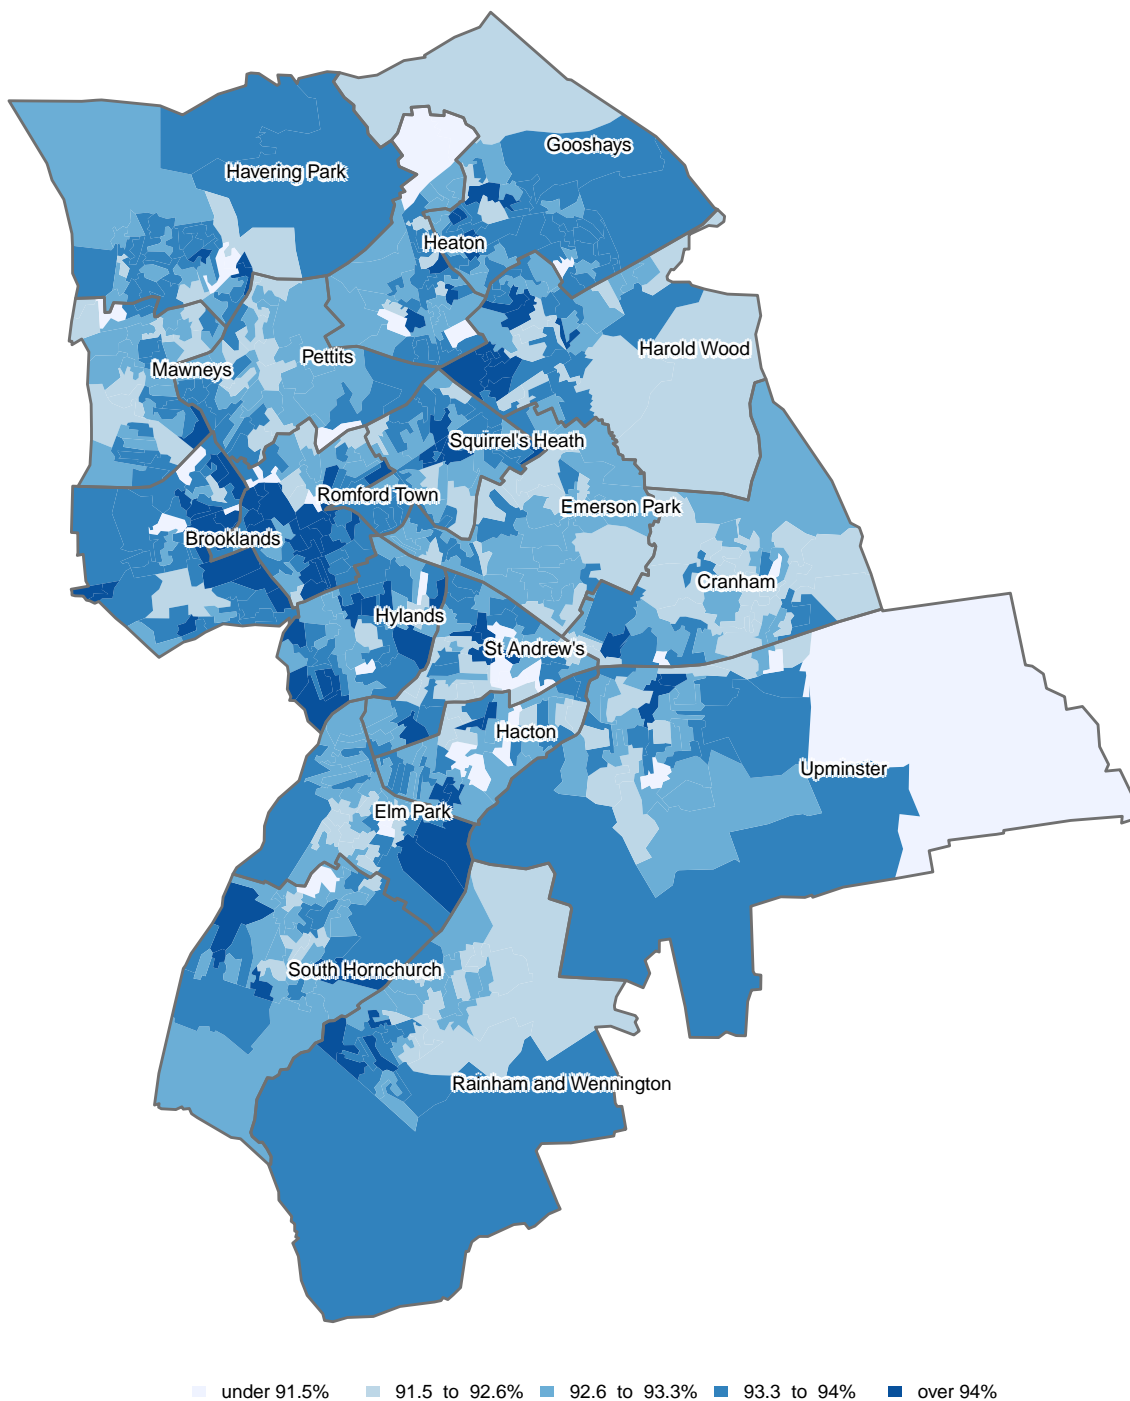 Gooshays
Havering Park
Heaton
Harold Wood
Pettits
Mawneys
Squirrel's Heath
Romford Town
Emerson Park
Brooklands
Cranham
Hylands
St Andrew's
Hacton
Upminster
Elm Park
South Hornchurch
Rainham and Wennington
under 91.5% 91.5 to 92.6% 92.6 to 93.3% 93.3 to 94% over 94%